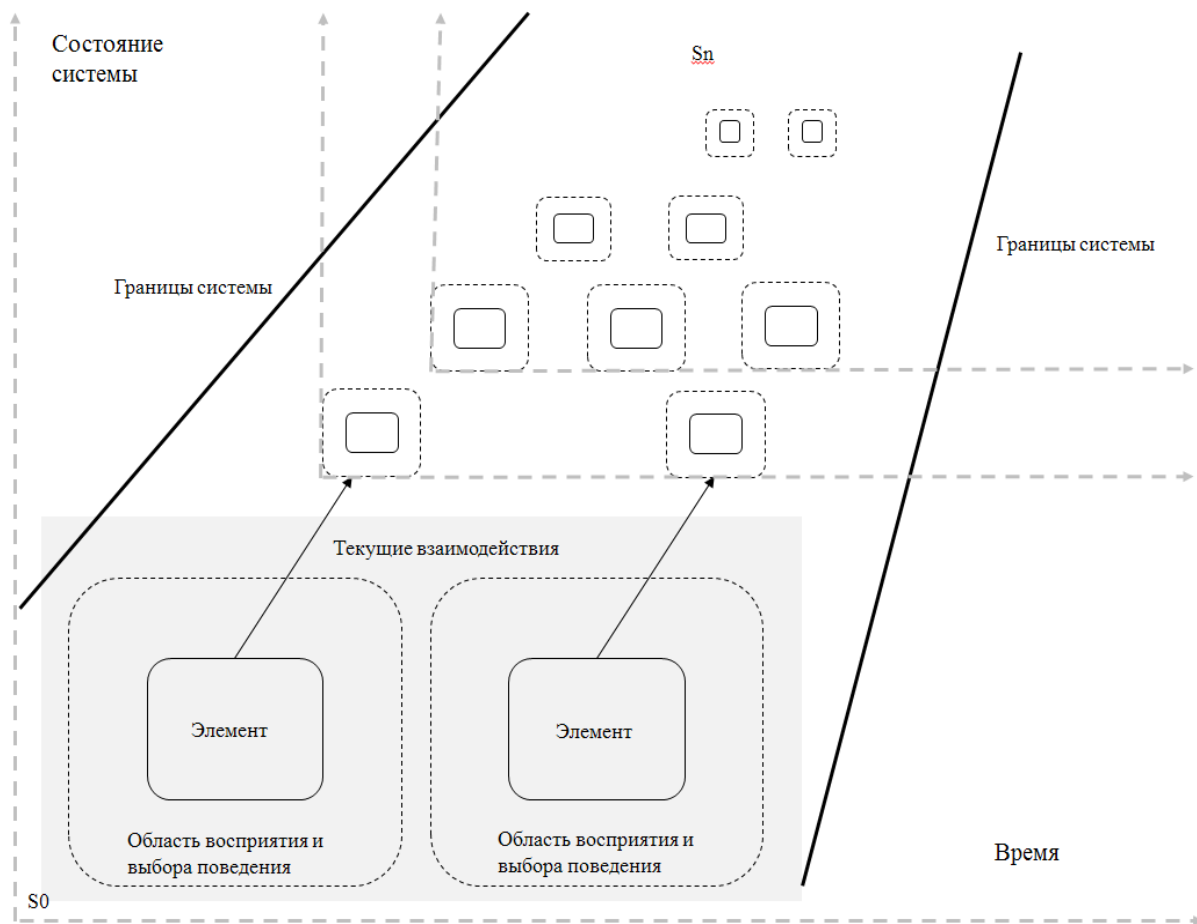 Состояние
системы
Sn
Границы системы
Границы системы
Текущие взаимодействия
Элемент
Элемент
Область восприятия и
выбора поведения
Область восприятия и
выбора поведения
Время
S0